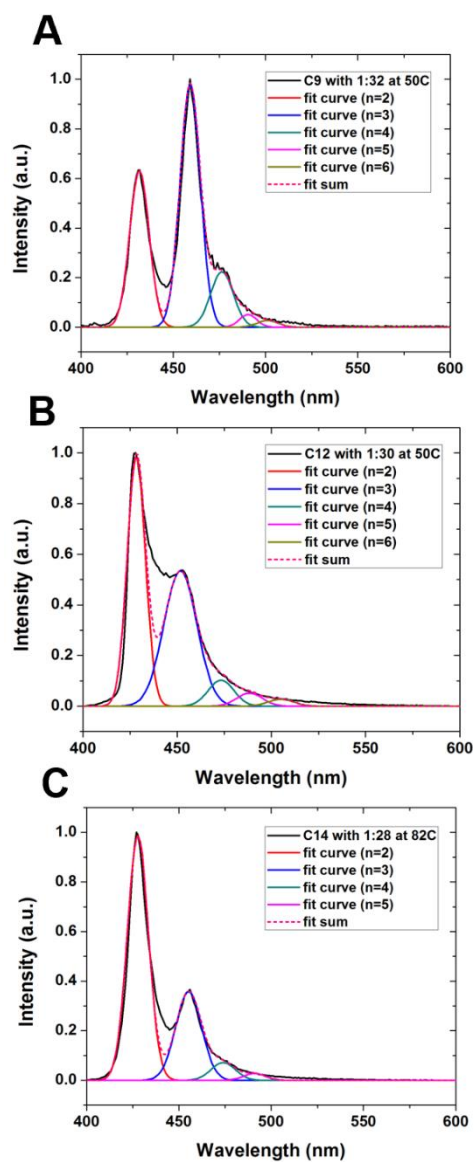 A
C9 with 1:32 at 50C
fit curve (n=2)
fit curve (n=3)
fit curve (n=4)
fit curve (n=5)
fit curve (n=6)
fit sum
1.0
0.8
0.6
0.4
0.2
0.0
Intensity (a.u.)
400 450 500 550 600
Wavelength (nm)
B
C12 with 1:30 at 50C
fit curve (n=2)
fit curve (n=3)
fit curve (n=4)
fit curve (n=5)
fit curve (n=6)
fit sum
1.0
0.8
0.6
0.4
0.2
0.0
Intensity (a.u.)
400 450 500 550 600
Wavelength (nm)
C
C14 with 1:28 at 82C
fit curve (n=2)
fit curve (n=3)
fit curve (n=4)
fit curve (n=5)
fit sum
1.0
0.8
0.6
0.4
0.2
0.0
Intensity (a.u.)
400 450 500 550 600
Wavelength (nm)